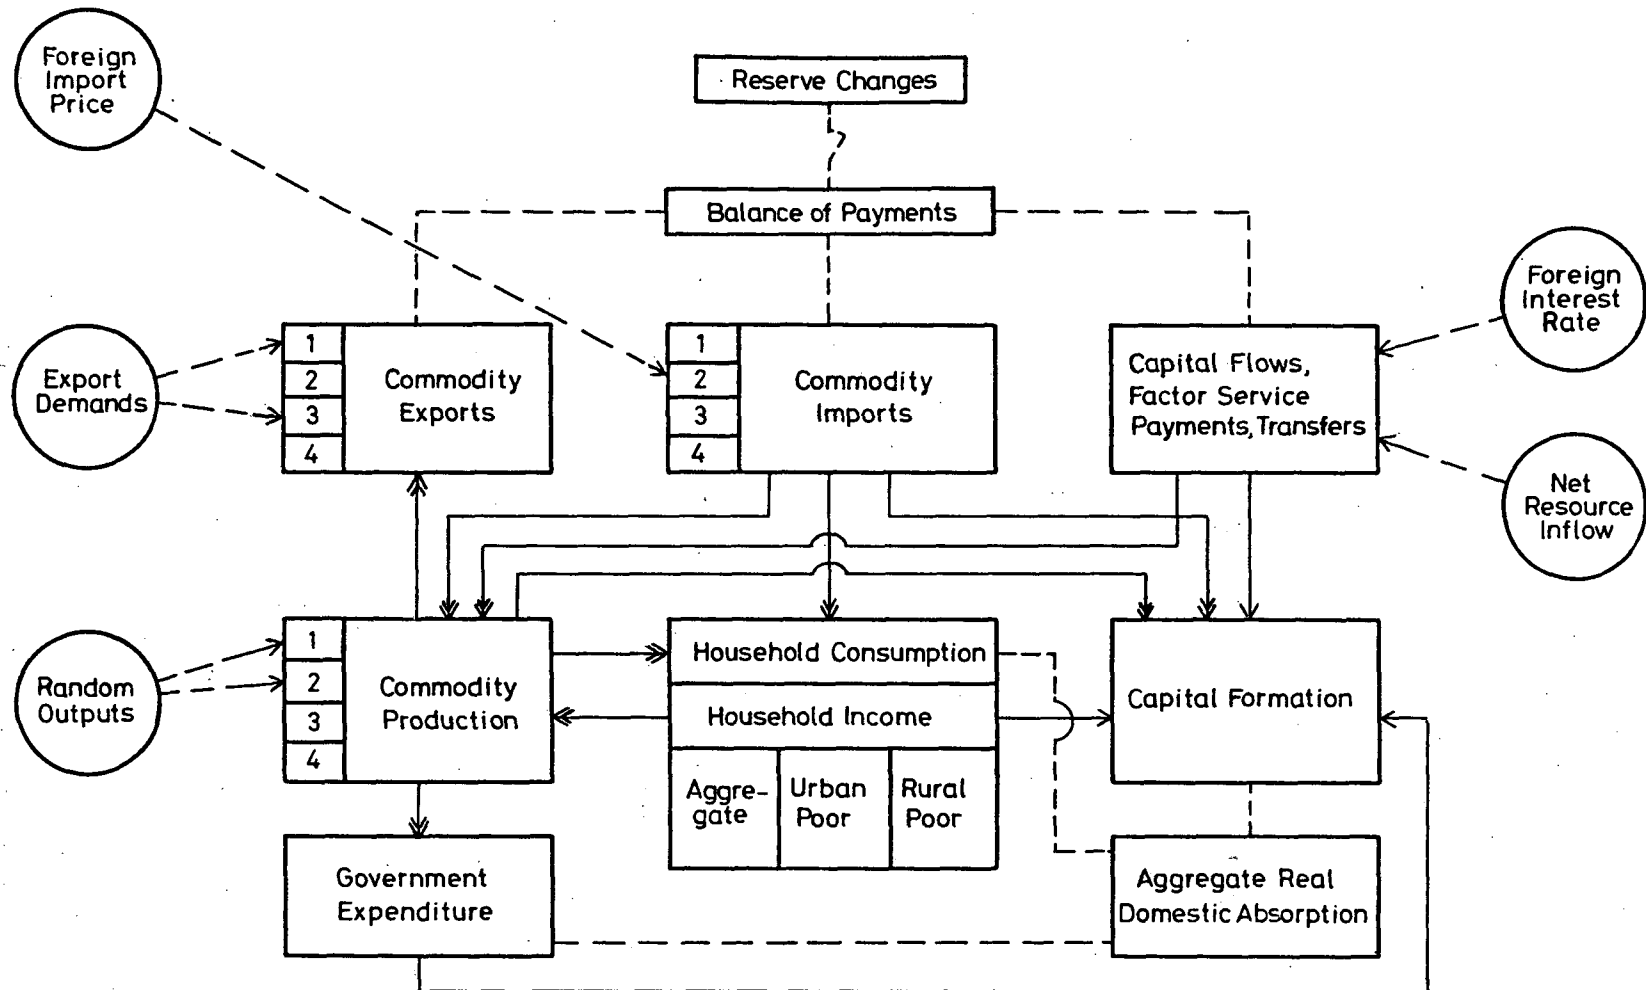 Foreign
Import
Price
Reserve Changes
Balance of Payments
Export
Demands
1
2
3
4
Commodity
Exports
1
2
3
4
Commodity
Imports
Capital Flows,
Factor Service
Payments, Transfers
Foreign
Interest
Rate
Net
Resource
Inflow
Random
Outputs
1
2
3
4
Commodity
Production
Household Consumption
Household Income
Aggre-
gate
Urban
Poor
Rural
Poor
Capital Formation
Government
Expenditure
Aggregate Real
Domestic Absorption